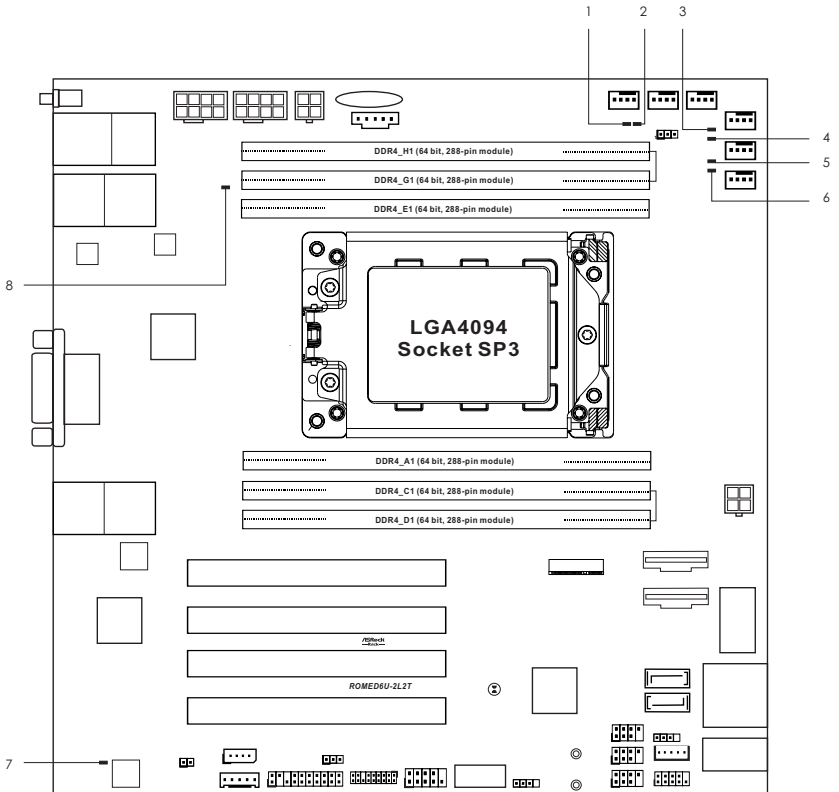 1 2 3
4
5
6
DDR4_H1 (64 bit, 288-pin module)
DDR4_G1 (64 bit, 288-pin module)
DDR4_E1 (64 bit, 288-pin module)
8
LGA4094
Socket SP3
DDR4_A1 (64 bit, 288-pin module)
DDR4_C1 (64 bit, 288-pin module)
DDR4_D1 (64 bit, 288-pin module)
ASRock
Rack
ROMED6U-2L2T
7